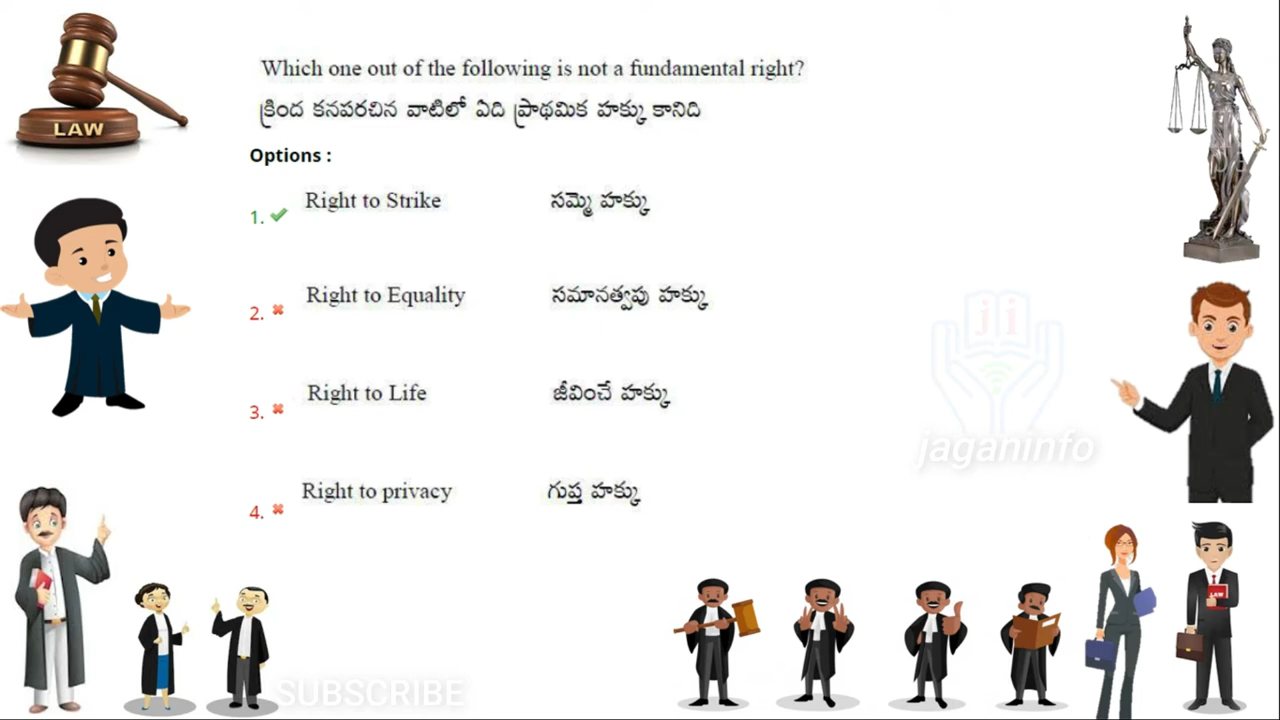 LAW
Which one out of the following is not a fundamental right?
క్రింద కనపరచిన వాటిలో ఏది ప్రాథమిక హక్కు కానిది
Options :
1. Right to Strike సమ్మె హక్కు
2. Right to Equality సమానత్వపు హక్కు
3. Right to Life జీవించే హక్కు
4. Right to privacy గుప్త హక్కు
ji
jaganinfo
LAW
SUBSCRIBE